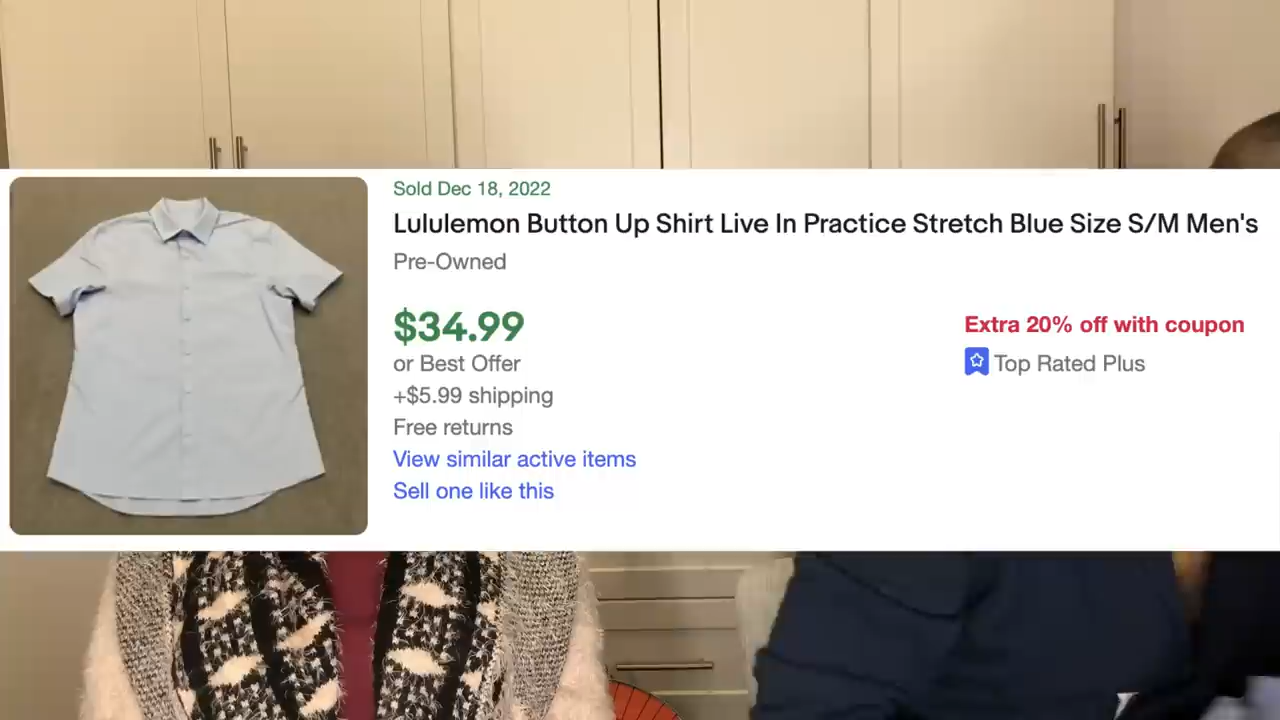 Sold Dec 18, 2022
Lululemon Button Up Shirt Live In Practice Stretch Blue Size S/M Men's
Pre-Owned
$34.99
or Best Offer
+$5.99 shipping
Free returns
View similar active items
Sell one like this
Extra 20% off with coupon
Top Rated Plus